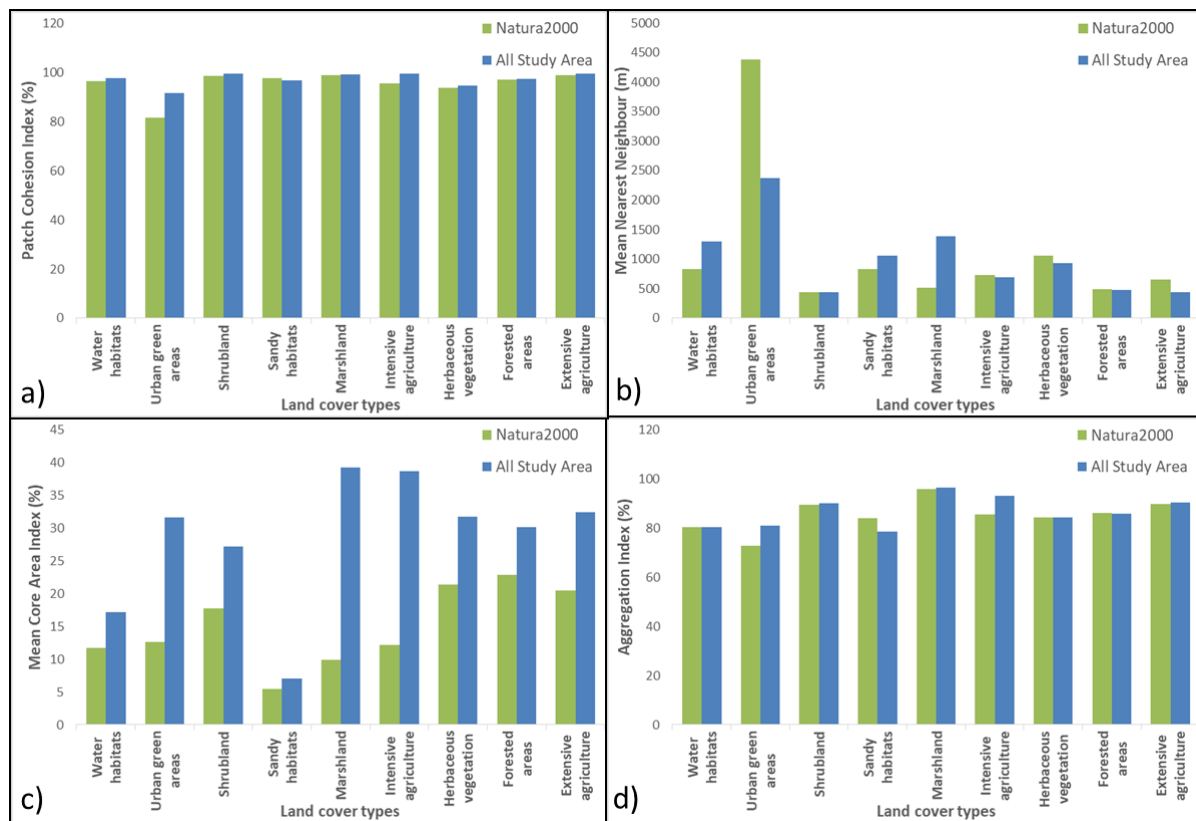 120
100
80
60
40
20
0
Patch Cohesion Index (%)
Natura2000
All Study Area
Water habitats
Urban green areas
Shrubland
Sandy habitats
Marshland
Intensive agriculture
Herbaceous vegetation
Forested areas
Extensive agriculture
Land cover types
a)
5000
4500
4000
3500
3000
2500
2000
1500
1000
500
0
Mean Nearest Neighbour (m)
Natura2000
All Study Area
Water habitats
Urban green areas
Shrubland
Sandy habitats
Marshland
Intensive agriculture
Herbaceous vegetation
Forested areas
Extensive agriculture
Land cover types
b)
45
40
35
30
25
20
15
10
5
0
Mean Core Area Index (%)
Natura2000
All Study Area
Water habitats
Urban green areas
Shrubland
Sandy habitats
Marshland
Intensive agriculture
Herbaceous vegetation
Forested areas
Extensive agriculture
Land cover types
c)
120
100
80
60
40
20
0
Aggregation Index (%)
Natura2000
All Study Area
Water habitats
Urban green areas
Shrubland
Sandy habitats
Marshland
Intensive agriculture
Herbaceous vegetation
Forested areas
Extensive agriculture
Land cover types
d)